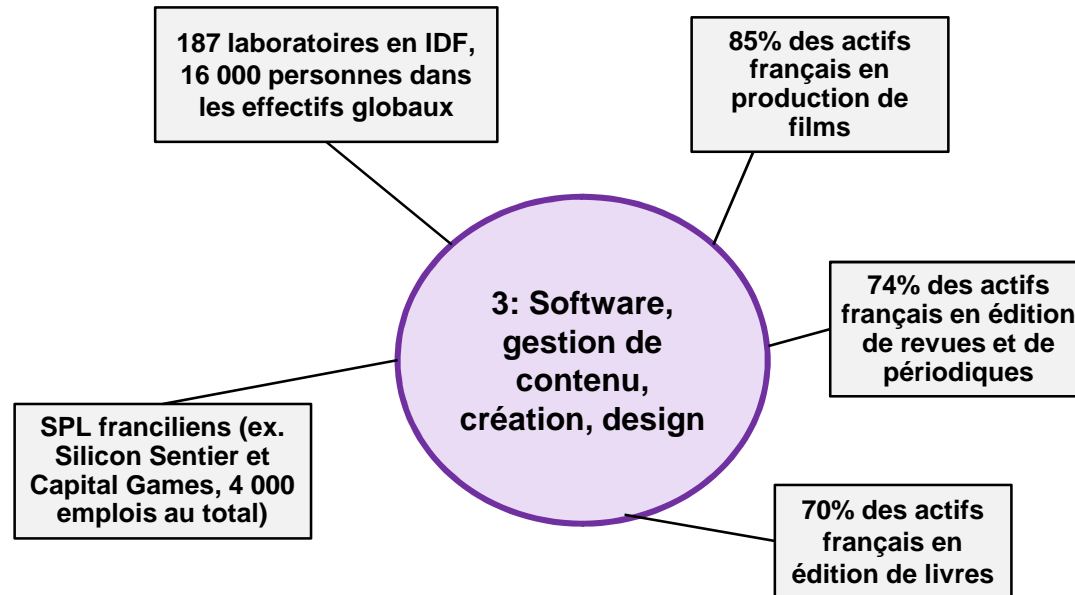 187 laboratoires en IDF,
16 000 personnes dans
les effectifs globaux
85% des actifs
français en
production de
films
3: Software,
gestion de
contenu,
création, design
74% des actifs
français en édition
de revues et de
périodiques
SPL franciliens (ex.
Silicon Sentier et
Capital Games, 4 000
emplois au total)
70% des actifs
français en
édition de livres